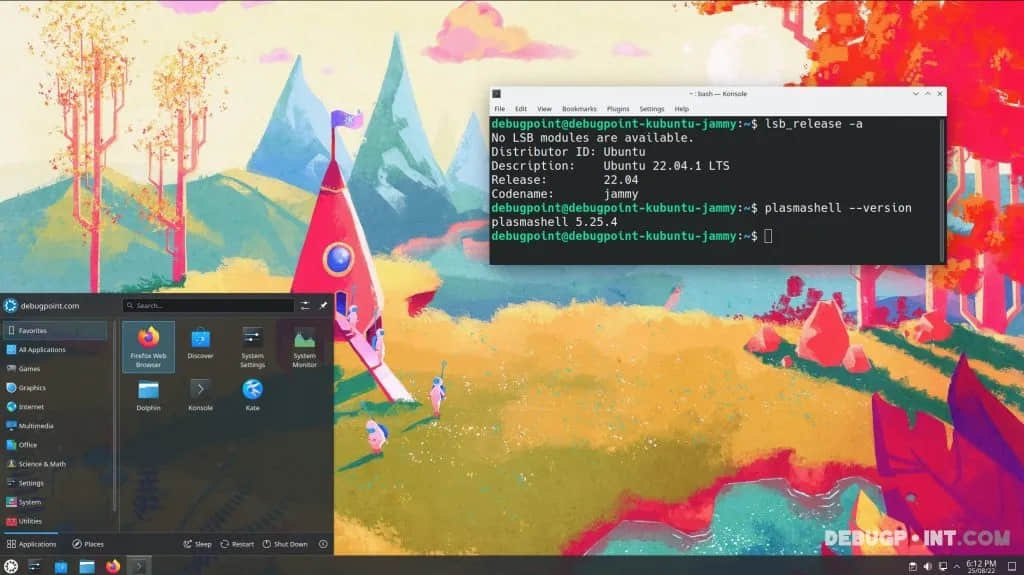 ~ : bash — Konsole
File Edit View Bookmarks Plugins Settings Help
debugpoint@debugpoint-kubuntu-jammy:~$ lsb_release -a
No LSB modules are available.
Distributor ID: Ubuntu
Description: Ubuntu 22.04.1 LTS
Release: 22.04
Codename: jammy
debugpoint@debugpoint-kubuntu-jammy:~$ plasmashell --version
plasmashell 5.25.4
debugpoint@debugpoint-kubuntu-jammy:~$
debugpoint.com
Search...
Favorites
All Applications
Games
Graphics
Internet
Multimedia
Office
Science & Math
Settings
System
Utilities
Firefox Web
Browser
Discover
System
Settings
System
Monitor
Dolphin
Konsole
Kate
Applications Places Sleep Restart Shut Down
DEBUGPOINT.COM
6:12 PM
25/08/22